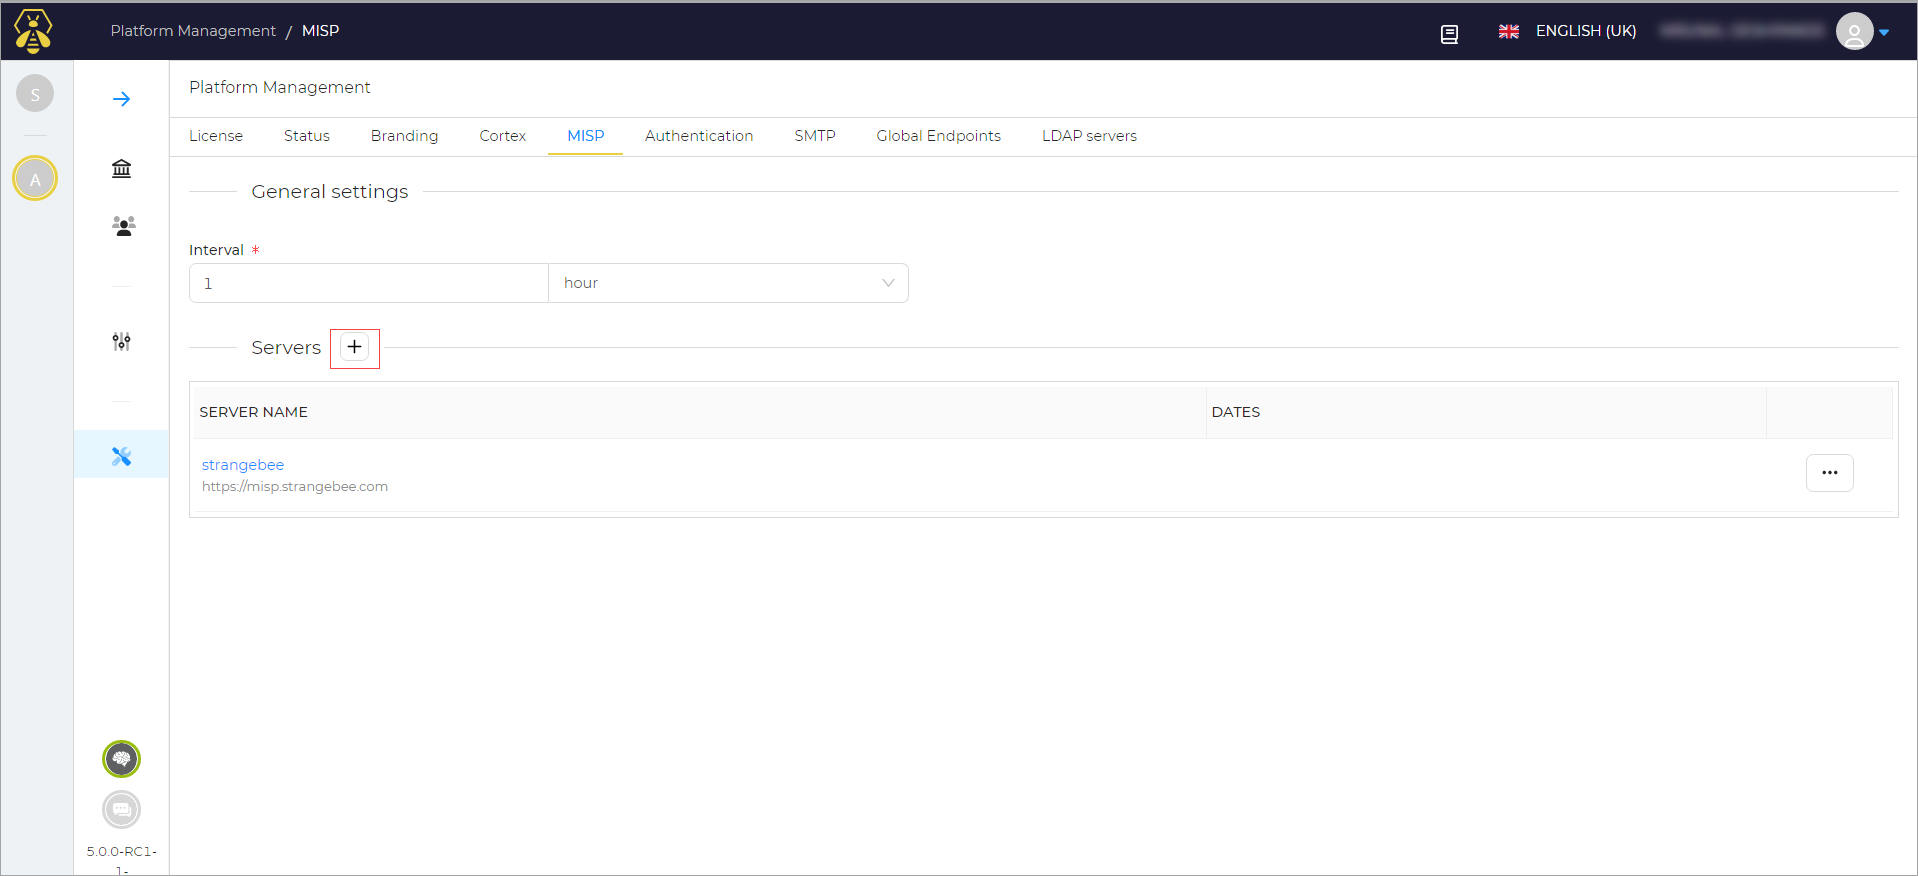 Platform Management / MISP
ENGLISH (UK)
S
A
Platform Management
License Status Branding Cortex MISP Authentication SMTP Global Endpoints LDAP servers
General settings
Interval *
1 hour
Servers +
SERVER NAME DATES
strangebee
https://misp.strangebee.com
5.0.0-RC1-
1-